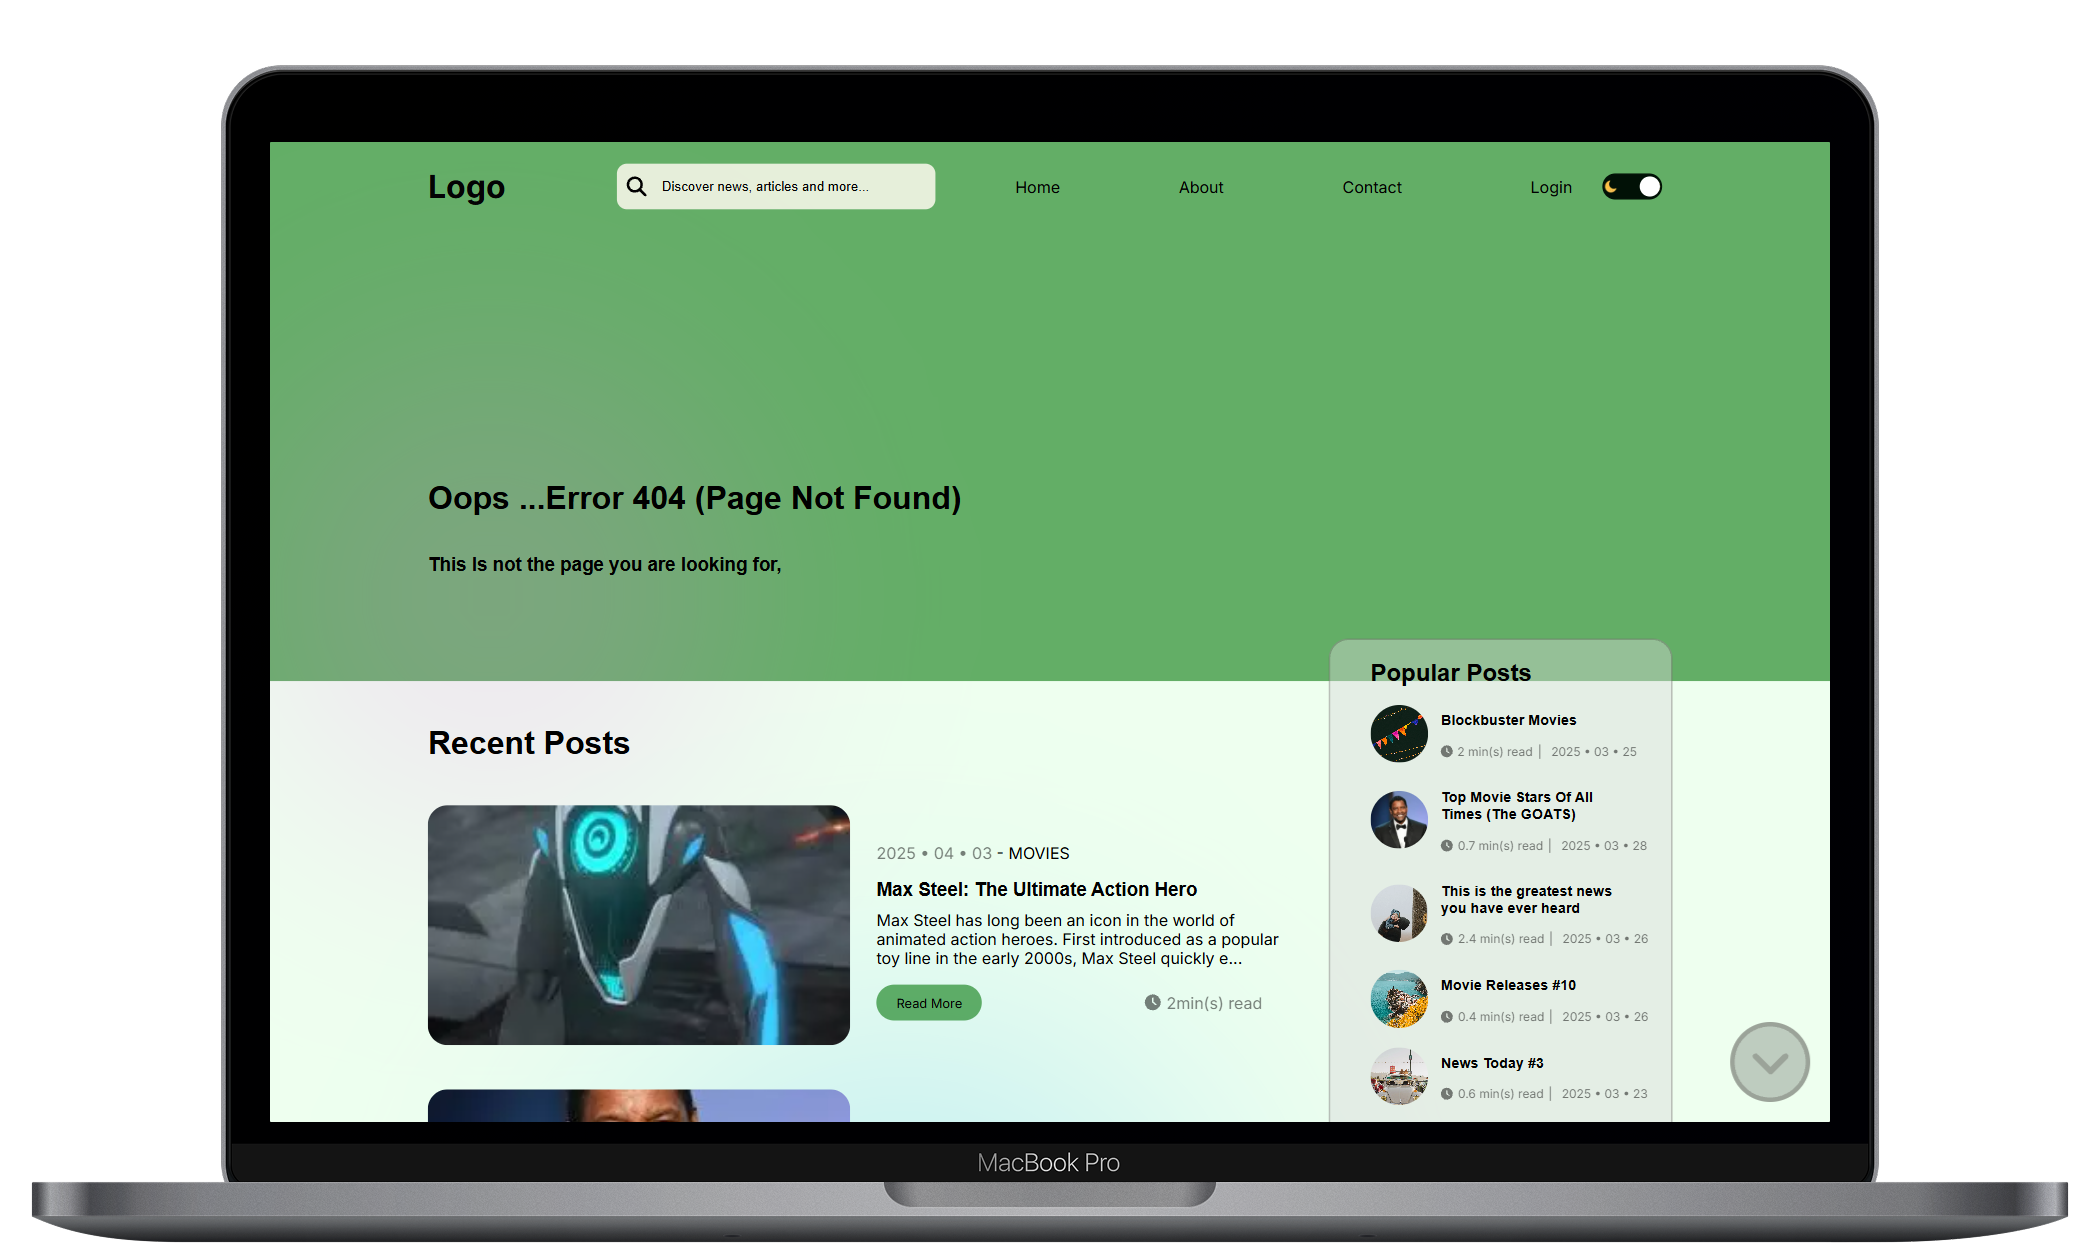 Logo
Discover news, articles and more...
Home
About
Contact
Login
Oops ...Error 404 (Page Not Found)
This Is not the page you are looking for,
Recent Posts
2025 • 04 • 03 - MOVIES
Max Steel: The Ultimate Action Hero
Max Steel has long been an icon in the world of
animated action heroes. First introduced as a popular
toy line in the early 2000s, Max Steel quickly e...
Read More
2min(s) read
Popular Posts
Blockbuster Movies
2 min(s) read | 2025 • 03 • 25
Top Movie Stars Of All
Times (The GOATS)
0.7 min(s) read | 2025 • 03 • 28
This is the greatest news
you have ever heard
2.4 min(s) read | 2025 • 03 • 26
Movie Releases #10
0.4 min(s) read | 2025 • 03 • 26
News Today #3
0.6 min(s) read | 2025 • 03 • 23
MacBook Pro